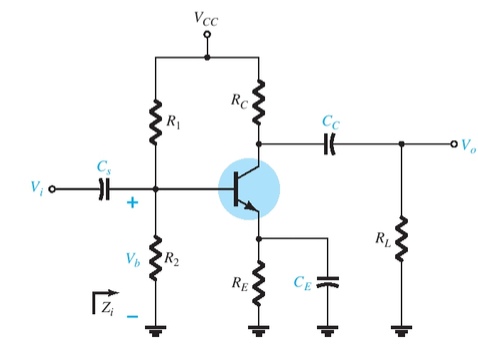 V_CC
R_C
R_1
C_C
V_o
C_s
V_i
+
R_L
V_b
R_2
R_E
C_E
Z_i
−